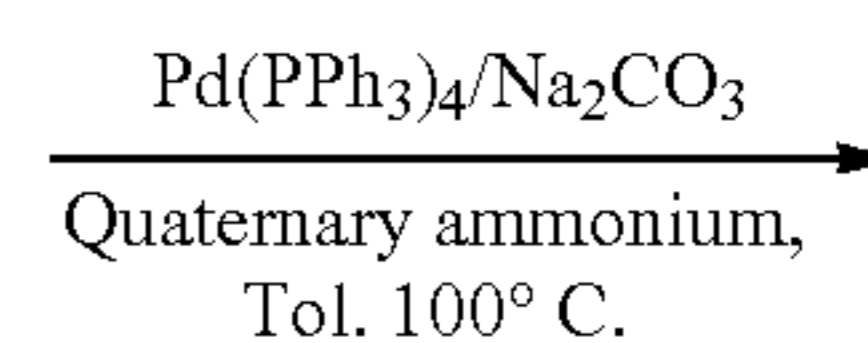 Pd(PPh₃)₄/Na₂CO₃
Quaternary ammonium,
Tol. 100° C.